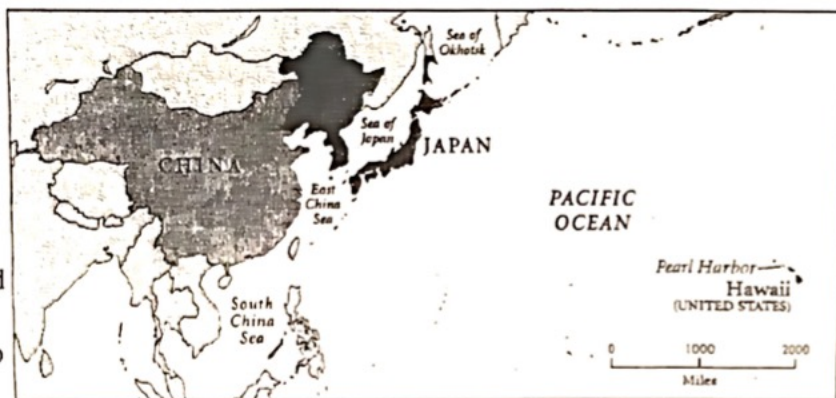 Sea of
Okhotsk
Sea of
Japan
JAPAN
CHINA
East
China
Sea
PACIFIC
OCEAN
Pearl Harbor
Hawaii
(UNITED STATES)
South
China
Sea
0 1000 2000
Miles